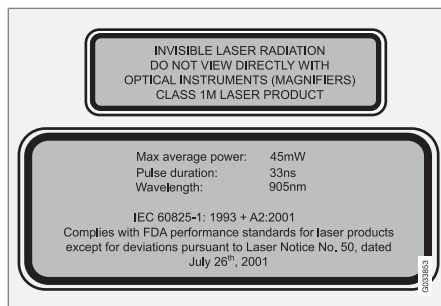 INVISIBLE LASER RADIATION
DO NOT VIEW DIRECTLY WITH
OPTICAL INSTRUMENTS (MAGNIFIERS)
CLASS 1M LASER PRODUCT
Max average power: 45mW
Pulse duration: 33ns
Wavelength: 905nm
IEC 60825-1: 1993 + A2:2001
Complies with FDA performance standards for laser products
except for deviations pursuant to Laser Notice No. 50, dated
July 26th, 2001
G033853